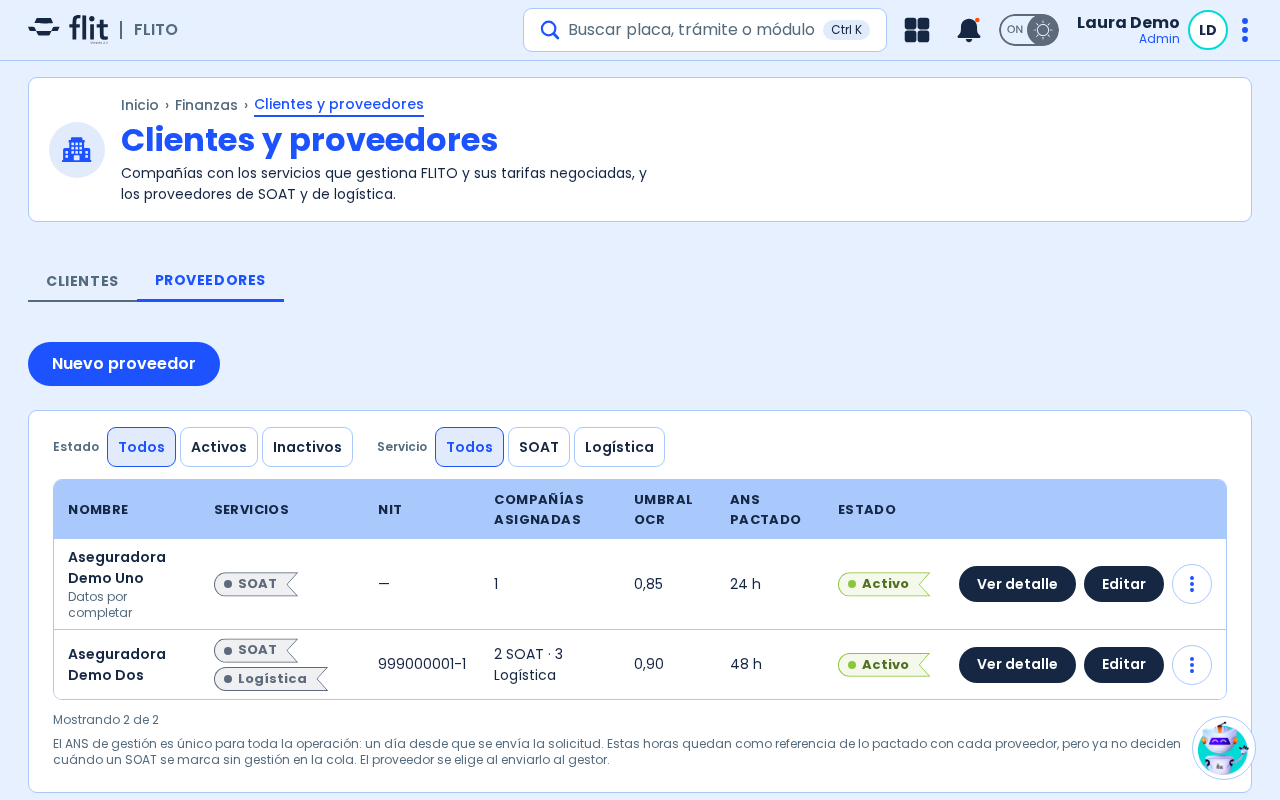 flit | FLITO
Buscar placa, trámite o módulo Ctrl K
ON
Laura Demo
Admin
LD
Inicio › Finanzas › Clientes y proveedores
Clientes y proveedores
Compañías con los servicios que gestiona FLITO y sus tarifas negociadas, y
los proveedores de SOAT y de logística.
CLIENTES PROVEEDORES
Nuevo proveedor
Estado Todos Activos Inactivos Servicio Todos SOAT Logística
NOMBRE SERVICIOS NIT COMPAÑÍAS ASIGNADAS UMBRAL OCR ANS PACTADO ESTADO
Aseguradora Demo Uno Datos por completar SOAT — 1 0,85 24 h Activo Ver detalle Editar
Aseguradora Demo Dos SOAT Logística 999000001-1 2 SOAT · 3 Logística 0,90 48 h Activo Ver detalle Editar
Mostrando 2 de 2
El ANS de gestión es único para toda la operación: un día desde que se envía la solicitud. Estas horas quedan como referencia de lo pactado con cada proveedor, pero ya no deciden
cuándo un SOAT se marca sin gestión en la cola. El proveedor se elige al enviarlo al gestor.